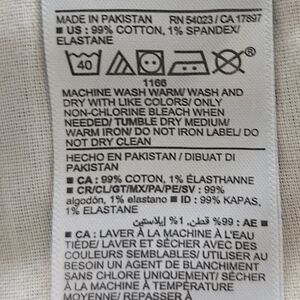 MADE IN PAKISTAN RN 54023 / CA 17897
■ US : 99% COTTON, 1% SPANDEX/
ELASTANE
40
1166
MACHINE WASH WARM/ WASH AND
DRY WITH LIKE COLORS/ ONLY
NON-CHLORINE BLEACH WHEN
NEEDED/ TUMBLE DRY MEDIUM/
WARM IRON/ DO NOT IRON LABEL/ DO
NOT DRY CLEAN
HECHO EN PAKISTAN / DIBUAT DI
PAKISTAN
■ CA : 99% COTON, 1% ÉLASTHANNE
■ CR/CL/GT/MX/PA/PE/SV : 99%
algodón, 1% elastano ■ ID : 99% KAPAS,
1% ELASTANE
■ AE : 99% قطن, 1% إيلاستين
■ CA : LAVER À LA MACHINE À L'EAU
TIÈDE/ LAVER ET SÉCHER AVEC DES
COULEURS SEMBLABLES/ UTILISER AU
BESOIN UN AGENT DE BLANCHIMENT
SANS CHLORE UNIQUEMENT/ SÉCHER
À LA MACHINE À TEMPÉRATURE
MOYENNE/ REPASSER À